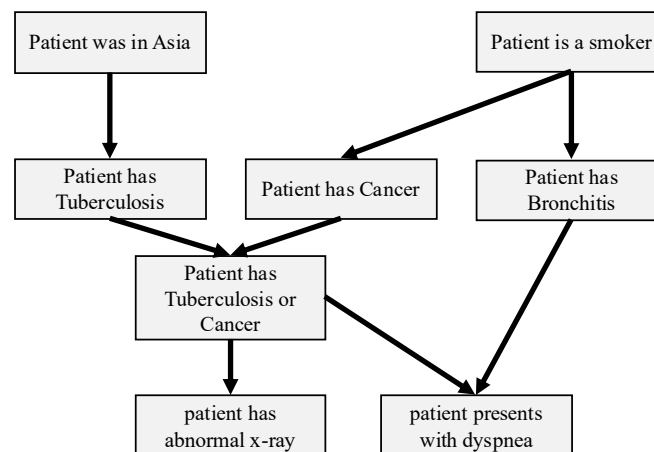 Patient was in Asia
Patient is a smoker
Patient has
Tuberculosis
Patient has Cancer
Patient has
Bronchitis
Patient has
Tuberculosis or
Cancer
patient has
abnormal x-ray
patient presents
with dyspnea